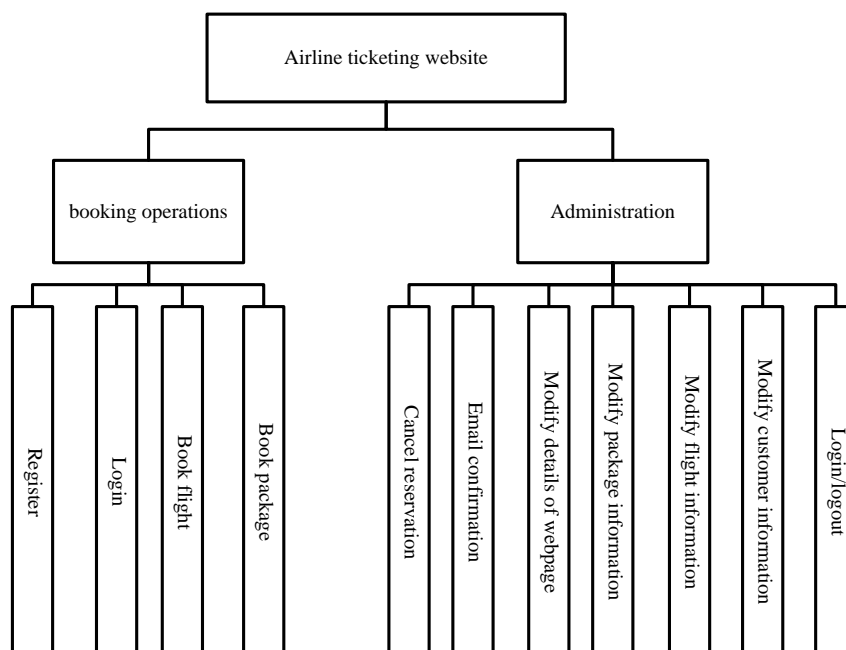 Airline ticketing website
booking operations
Administration
Register
Login
Book flight
Book package
Cancel reservation
Email confirmation
Modify details of webpage
Modify package information
Modify flight information
Modify customer information
Login/logout